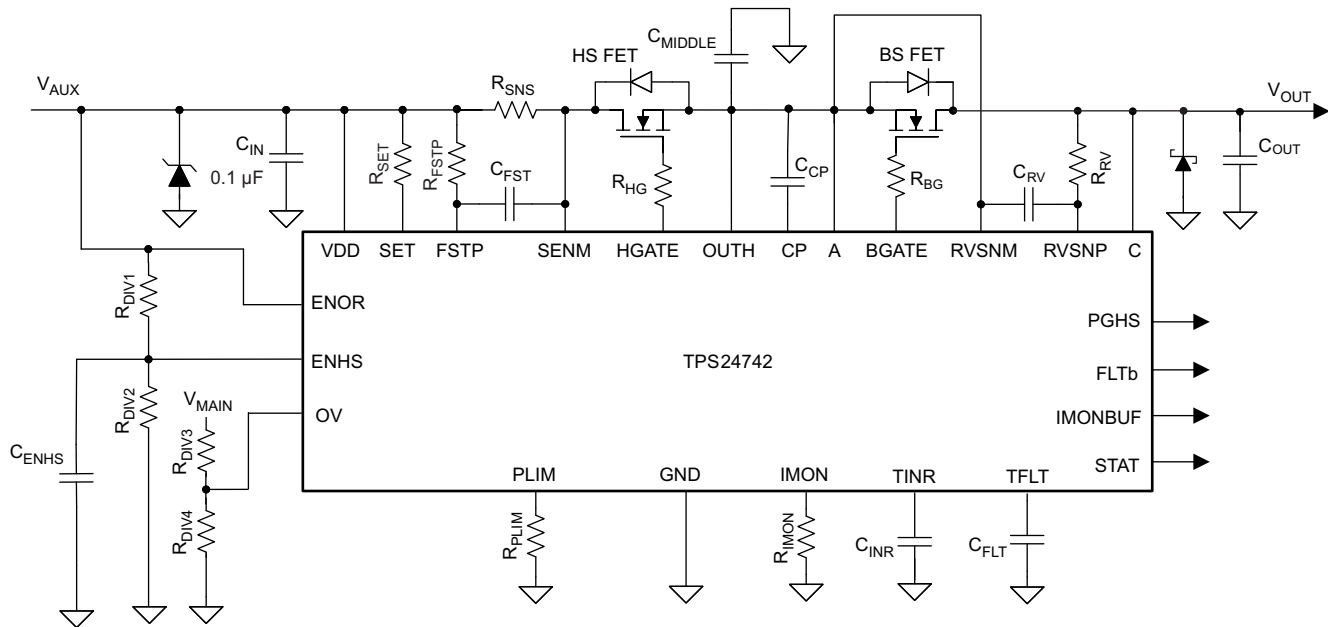 C_MIDDLE
HS FET
BS FET
V_AUX
R_SNS
V_OUT
C_IN
0.1 µF
R_SET
R_FSTP
C_FST
R_HG
C_CP
R_BG
C_RV
R_RV
C_OUT
VDD SET FSTP SENM HGATE OUTH CP A BGATE RVSNM RVSNP C
R_DIV1
ENOR
PGHS
ENHS
TPS24742
FLTb
R_DIV2
V_MAIN
OV
IMONBUF
C_ENHS
R_DIV3
STAT
PLIM GND IMON TINR TFLT
R_DIV4
R_PLIM
R_IMON
C_INR
C_FLT